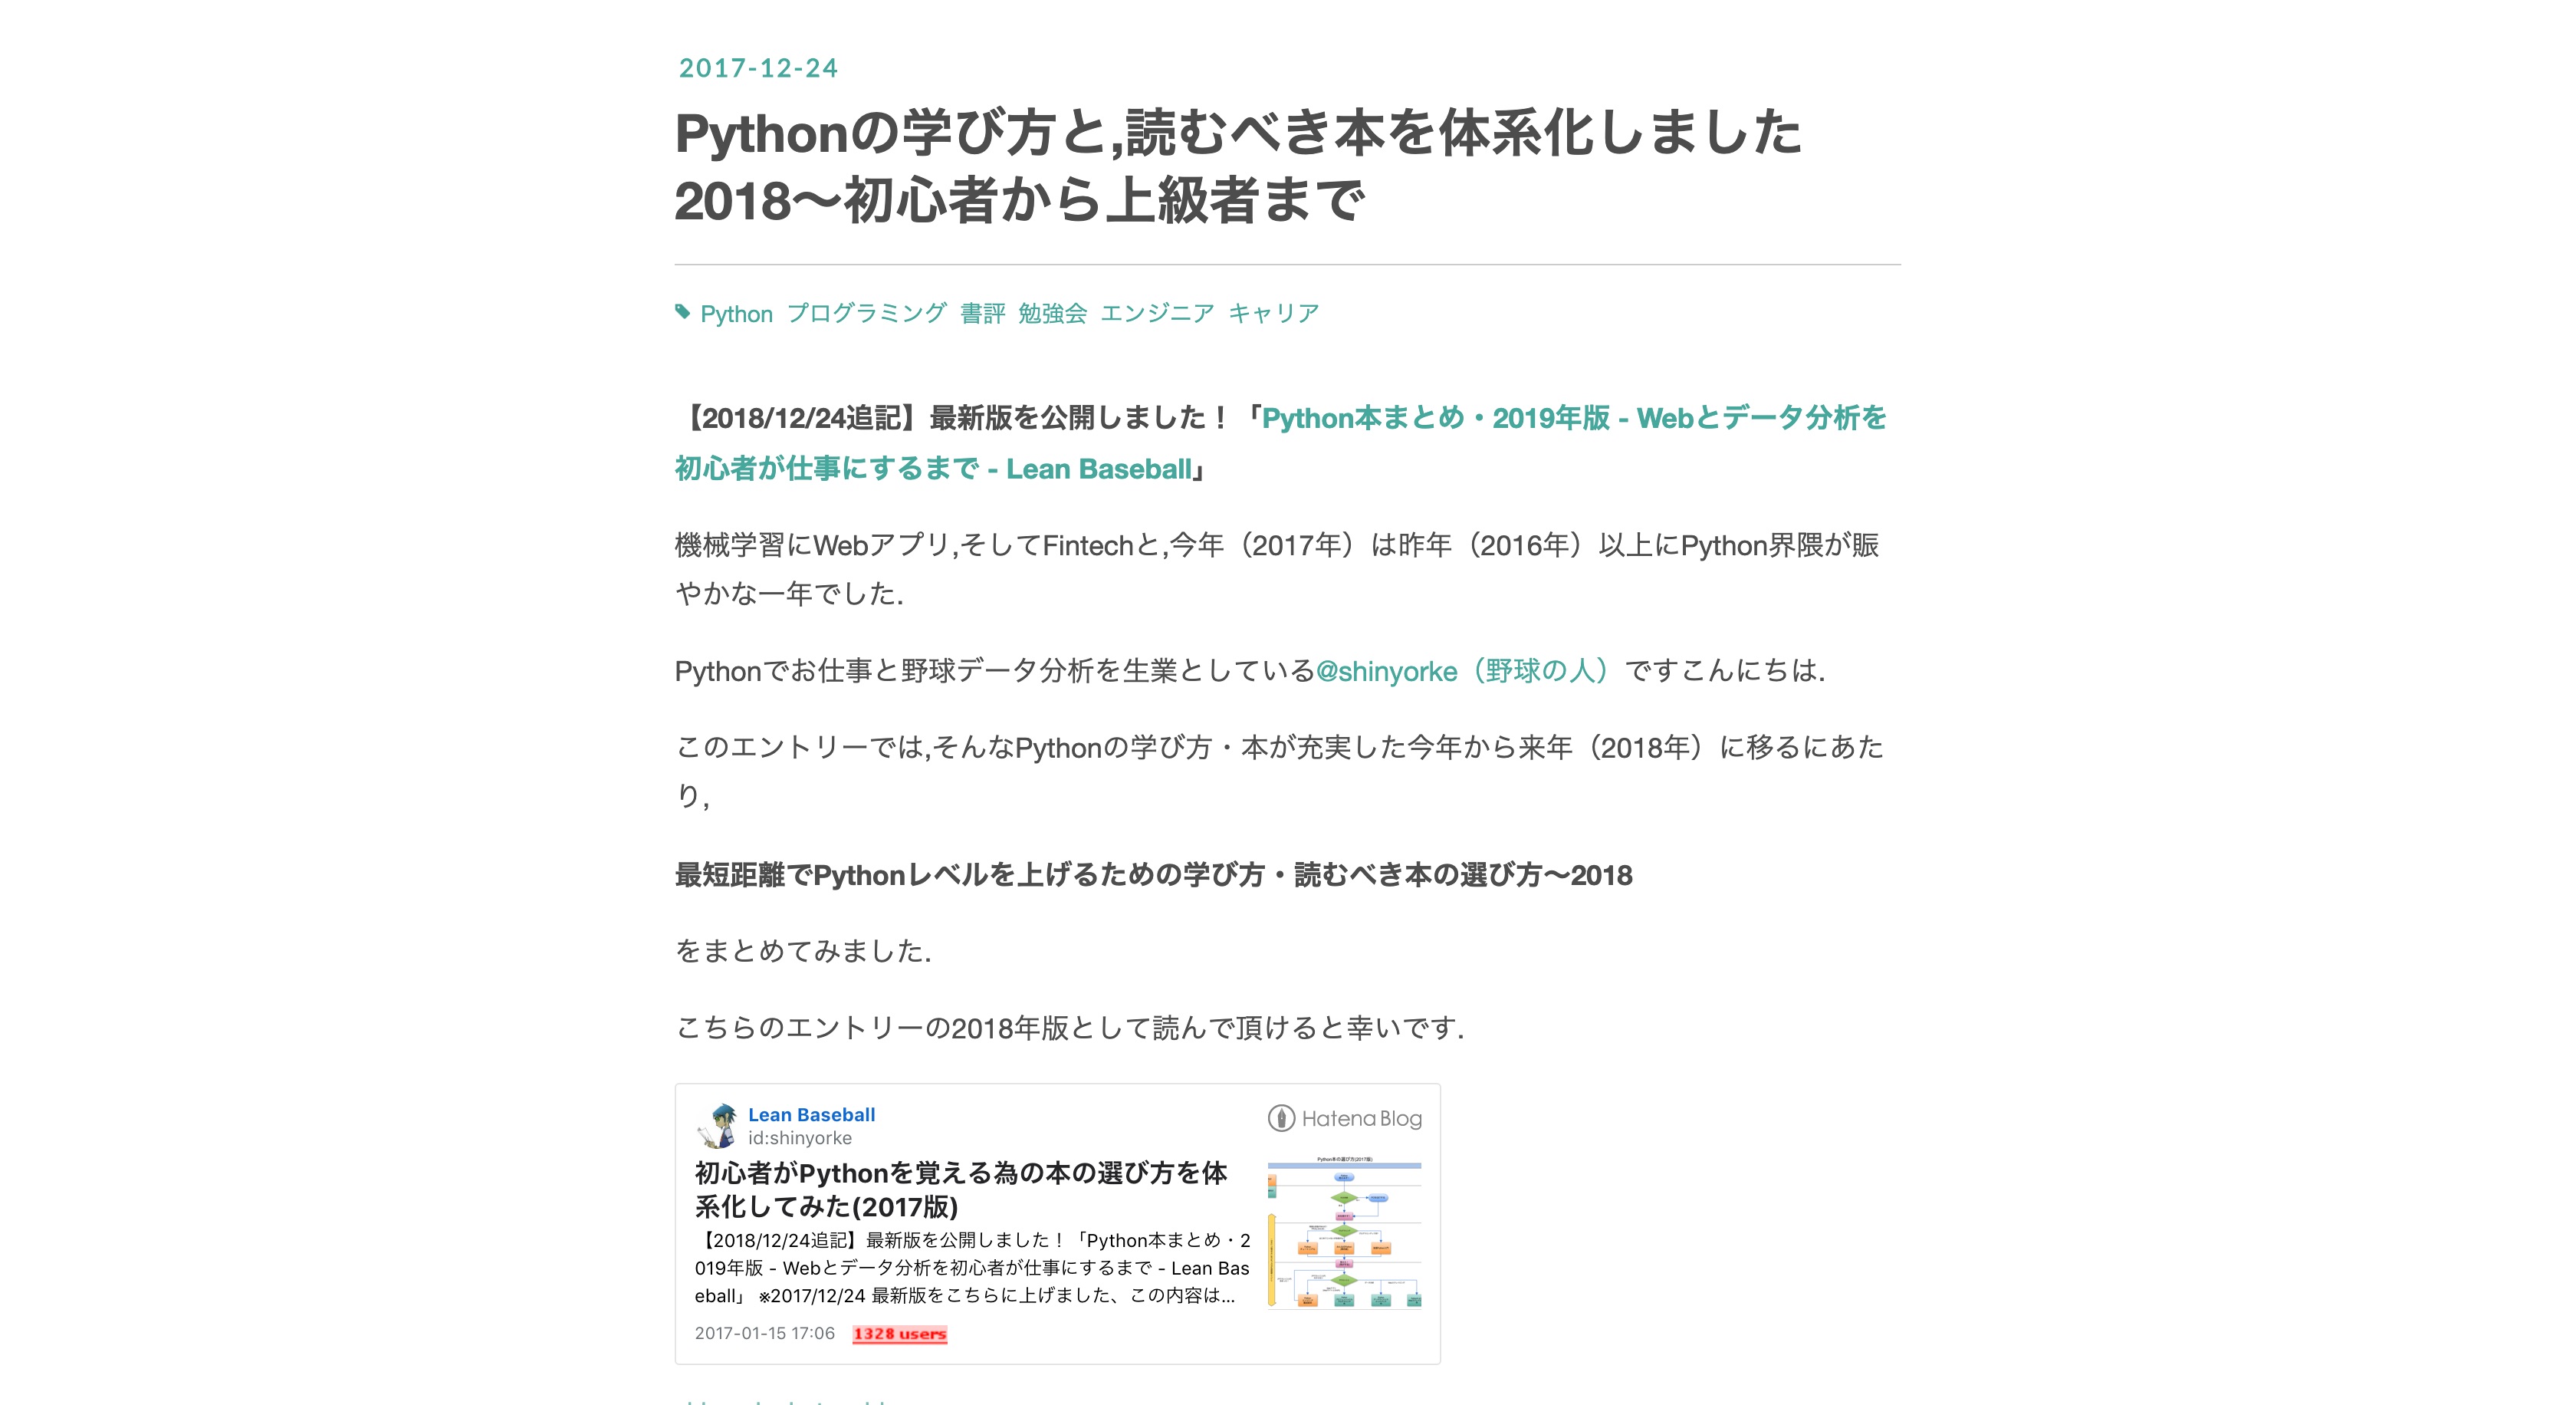 2017-12-24
Pythonの学び方と,読むべき本を体系化しました
2018〜初心者から上級者まで
Python プログラミング 書評 勉強会 エンジニア キャリア
【2018/12/24追記】最新版を公開しました！「Python本まとめ・2019年版 - Webとデータ分析を
初心者が仕事にするまで - Lean Baseball」
機械学習にWebアプリ,そしてFintechと,今年（2017年）は昨年（2016年）以上にPython界隈が賑
やかな一年でした.
Pythonでお仕事と野球データ分析を生業としている@shinyorke（野球の人）ですこんにちは.
このエントリーでは,そんなPythonの学び方・本が充実した今年から来年（2018年）に移るにあた
り,
最短距離でPythonレベルを上げるための学び方・読むべき本の選び方〜2018
をまとめてみました.
こちらのエントリーの2018年版として読んで頂けると幸いです.
Lean Baseball
id:shinyorke
Hatena Blog
初心者がPythonを覚える為の本の選び方を体
系化してみた(2017版)
【2018/12/24追記】最新版を公開しました！「Python本まとめ・2
019年版 - Webとデータ分析を初心者が仕事にするまで - Lean Bas
eball」 ※2017/12/24 最新版をこちらに上げました、この内容は...
2017-01-15 17:06 1328 users
Python本の選び方(2017版)